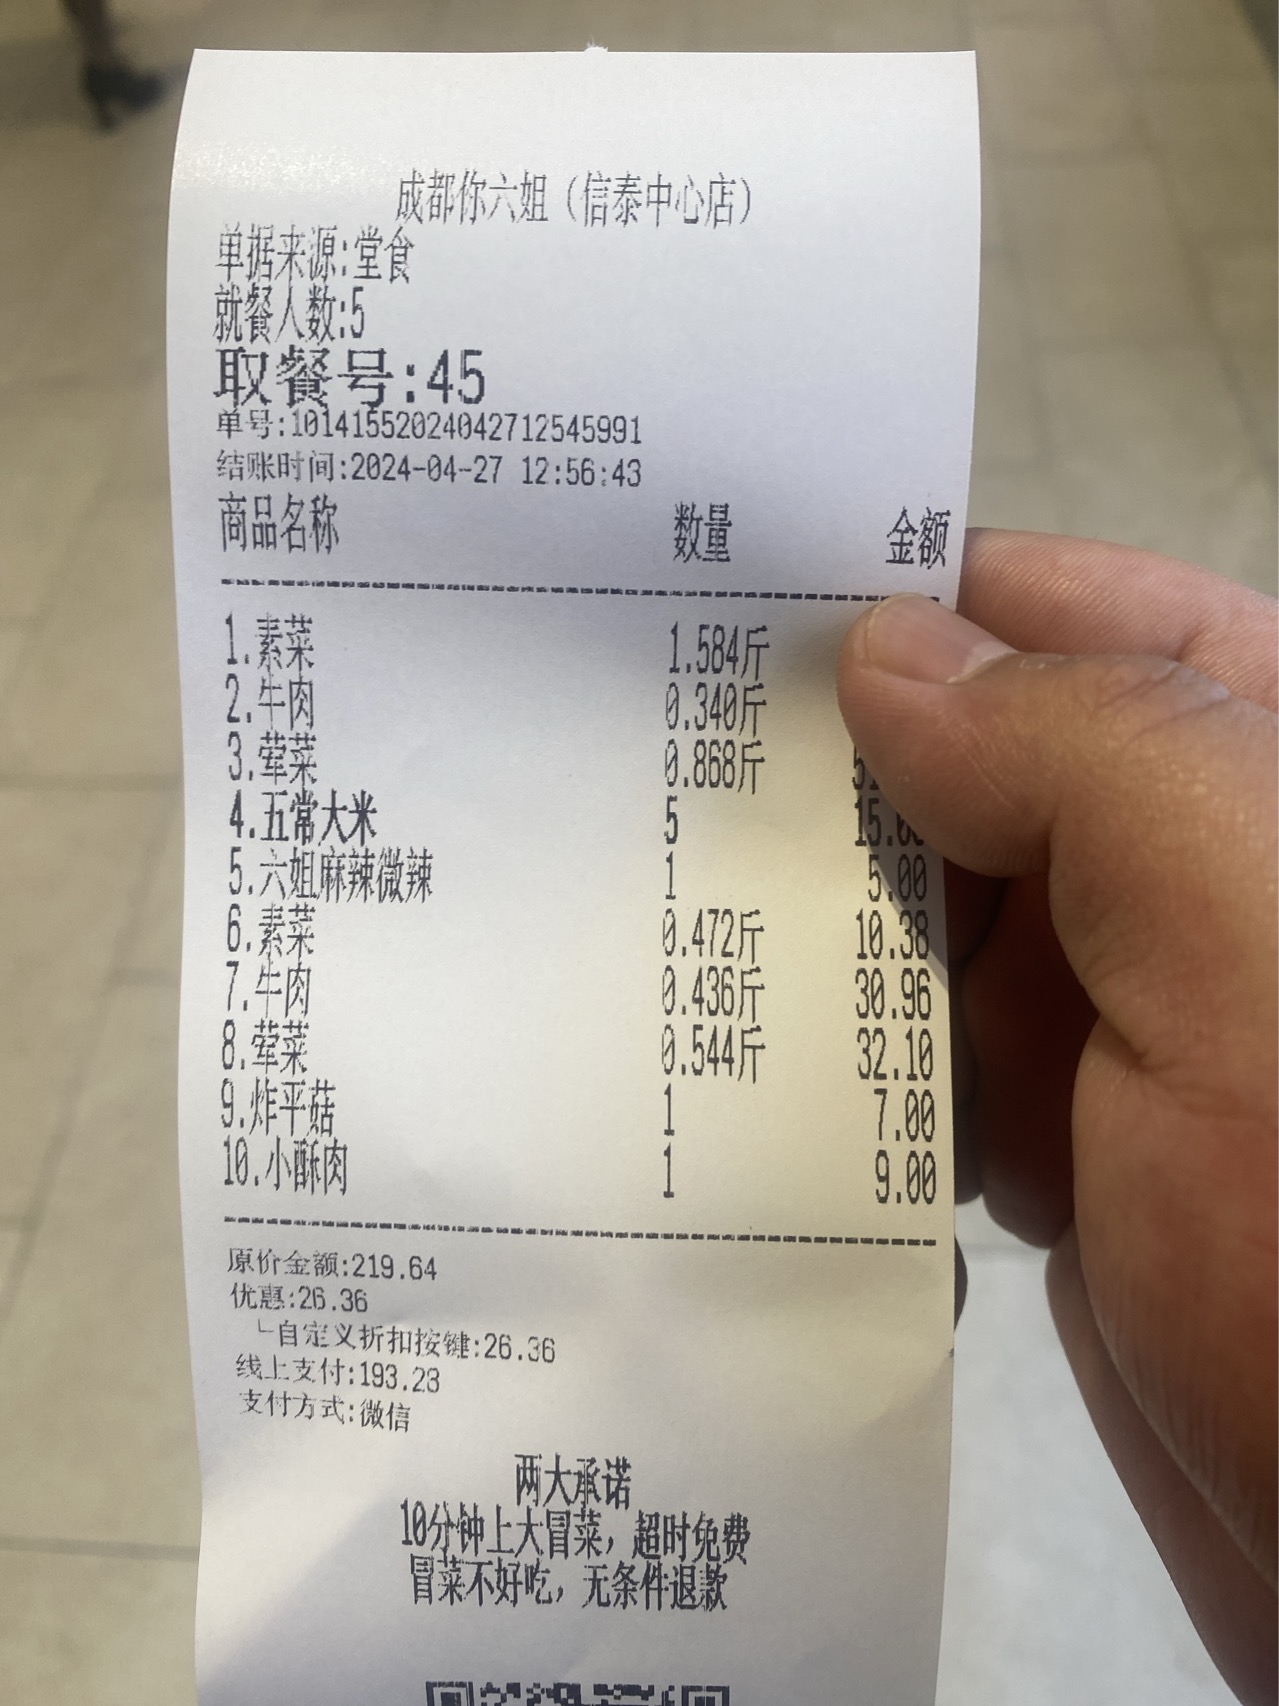 成都你六姐（信泰中心店）
单据来源:堂食
就餐人数:5
取餐号:45
单号:10141552024042712545991
结账时间:2024-04-27 12:56:43
商品名称 数量 金额
1.素菜 1.584斤
2.牛肉 0.340斤
3.荤菜 0.868斤
4.五常大米 5 15.0
5.六姐麻辣微辣 1 5.00
6.素菜 0.472斤 10.38
7.牛肉 0.436斤 30.96
8.荤菜 0.544斤 32.10
9.炸平菇 1 7.00
10.小酥肉 1 9.00
原价金额:219.64
优惠:26.36
└自定义折扣按键:26.36
线上支付:193.28
支付方式:微信
两大承诺
10分钟上大冒菜，超时免费
冒菜不好吃，无条件退款